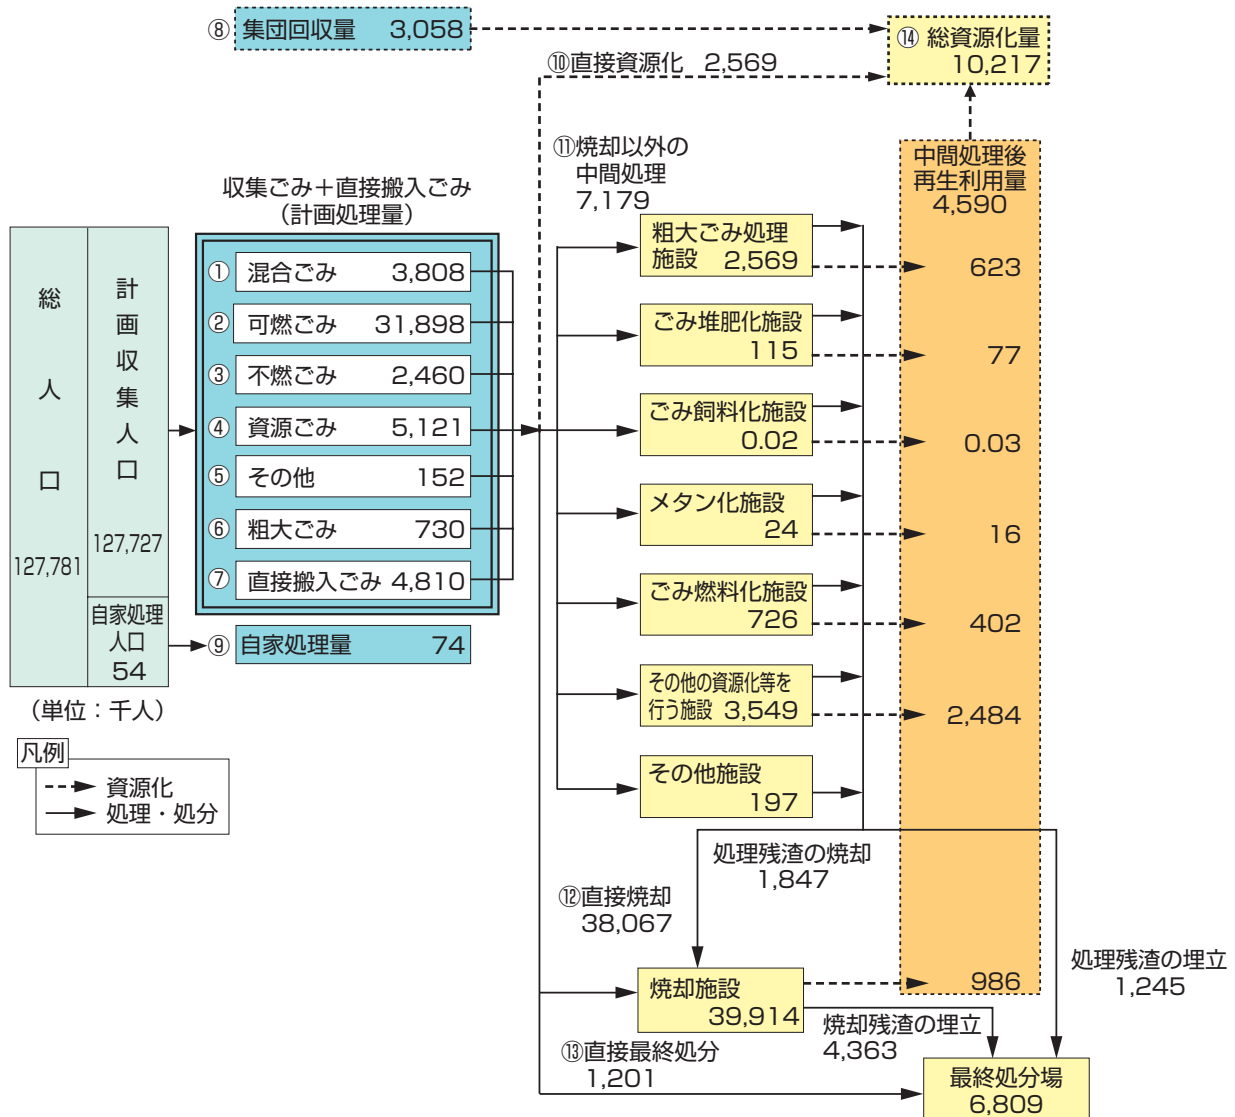 ⑧ 集団回収量 3,058
⑭ 総資源化量
10,217
⑩直接資源化 2,569
⑪焼却以外の
中間処理
7,179
中間処理後
再生利用量
4,590
収集ごみ+直接搬入ごみ
(計画処理量)
① 混合ごみ 3,808
② 可燃ごみ 31,898
③ 不燃ごみ 2,460
④ 資源ごみ 5,121
⑤ その他 152
⑥ 粗大ごみ 730
⑦ 直接搬入ごみ 4,810
⑨ 自家処理量 74
総人口
127,781
計画収集人口
127,727
自家処理
人口
54
(単位:千人)
凡例
資源化
処理・処分
粗大ごみ処理
施設 2,569
623
ごみ堆肥化施設
115
77
ごみ飼料化施設
0.02
0.03
メタン化施設
24
16
ごみ燃料化施設
726
402
その他の資源化等を
行う施設 3,549
2,484
その他施設
197
処理残渣の焼却
1,847
⑫直接焼却
38,067
焼却施設
39,914
986
処理残渣の埋立
1,245
焼却残渣の埋立
4,363
⑬直接最終処分
1,201
最終処分場
6,809